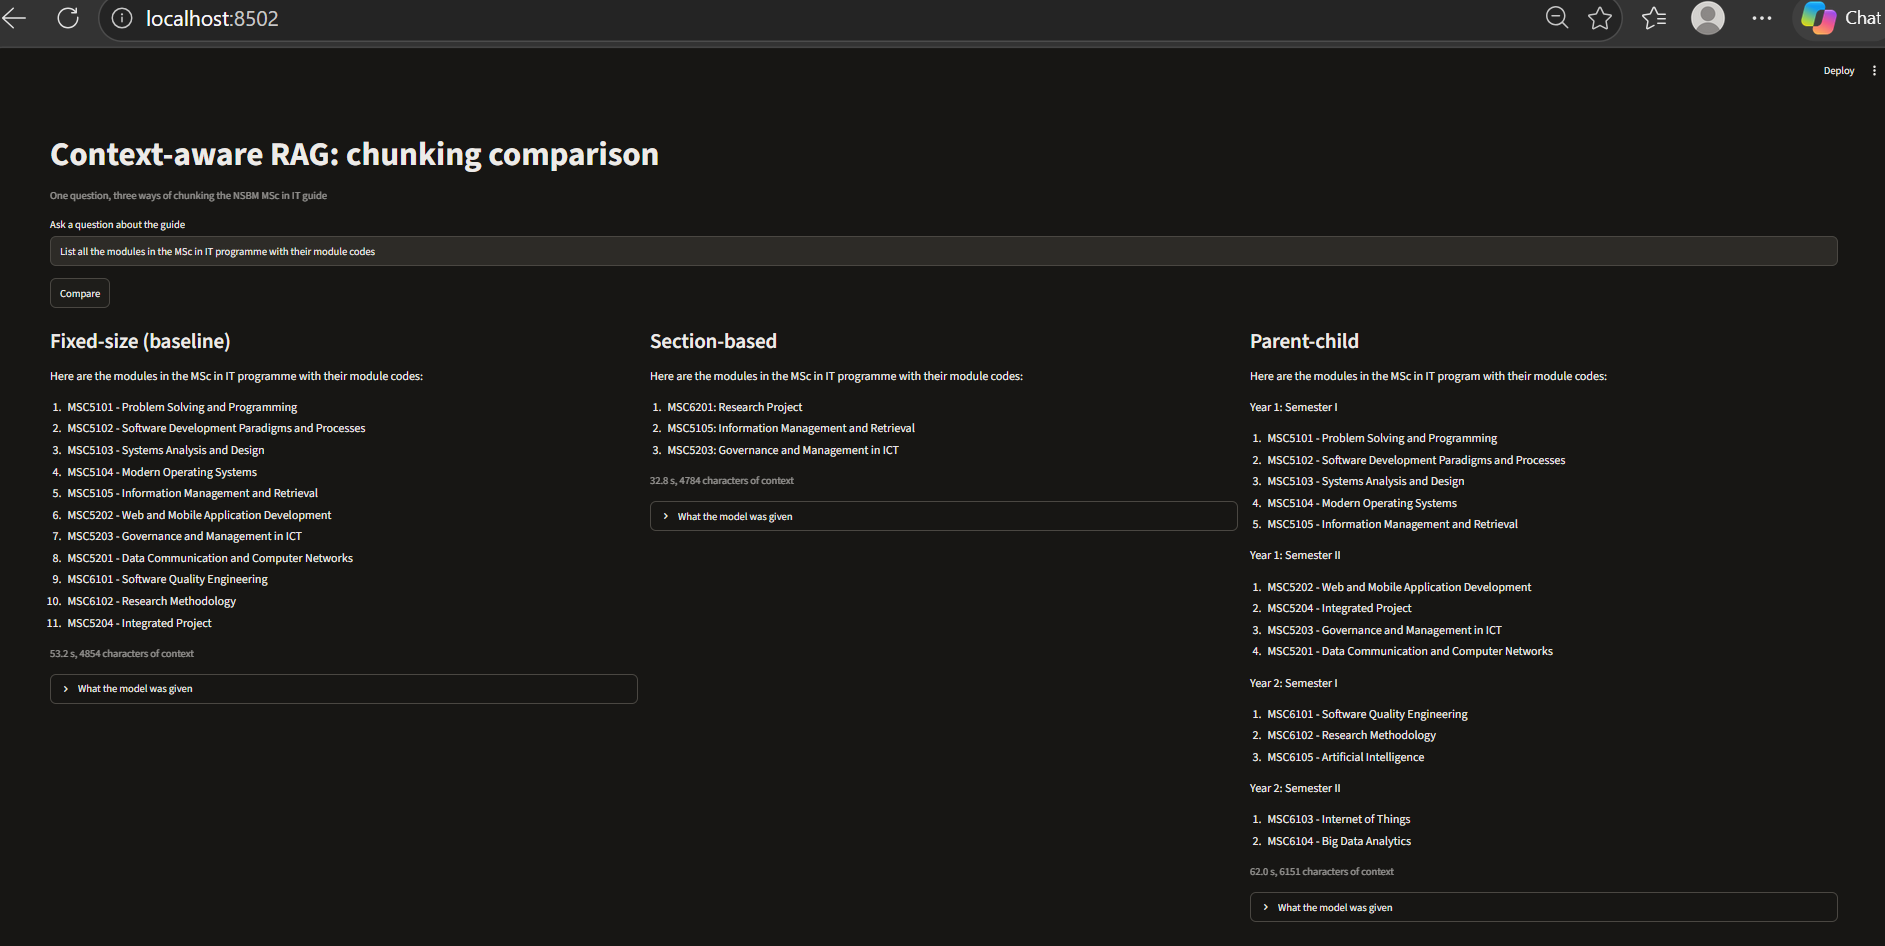 localhost:8502
Chat
Deploy
Context-aware RAG: chunking comparison
One question, three ways of chunking the NSBM MSc in IT guide
Ask a question about the guide
List all the modules in the MSc in IT programme with their module codes
Compare
Fixed-size (baseline)
Here are the modules in the MSc in IT programme with their module codes:
1. MSC5101 - Problem Solving and Programming
2. MSC5102 - Software Development Paradigms and Processes
3. MSC5103 - Systems Analysis and Design
4. MSC5104 - Modern Operating Systems
5. MSC5105 - Information Management and Retrieval
6. MSC5202 - Web and Mobile Application Development
7. MSC5203 - Governance and Management in ICT
8. MSC5201 - Data Communication and Computer Networks
9. MSC6101 - Software Quality Engineering
10. MSC6102 - Research Methodology
11. MSC5204 - Integrated Project
53.2 s, 4854 characters of context
What the model was given
Section-based
Here are the modules in the MSc in IT programme with their module codes:
1. MSC6201: Research Project
2. MSC5105: Information Management and Retrieval
3. MSC5203: Governance and Management in ICT
32.8 s, 4784 characters of context
What the model was given
Parent-child
Here are the modules in the MSc in IT program with their module codes:
Year 1: Semester I
1. MSC5101 - Problem Solving and Programming
2. MSC5102 - Software Development Paradigms and Processes
3. MSC5103 - Systems Analysis and Design
4. MSC5104 - Modern Operating Systems
5. MSC5105 - Information Management and Retrieval
Year 1: Semester II
1. MSC5202 - Web and Mobile Application Development
2. MSC5204 - Integrated Project
3. MSC5203 - Governance and Management in ICT
4. MSC5201 - Data Communication and Computer Networks
Year 2: Semester I
1. MSC6101 - Software Quality Engineering
2. MSC6102 - Research Methodology
3. MSC6105 - Artificial Intelligence
Year 2: Semester II
1. MSC6103 - Internet of Things
2. MSC6104 - Big Data Analytics
62.0 s, 6151 characters of context
What the model was given